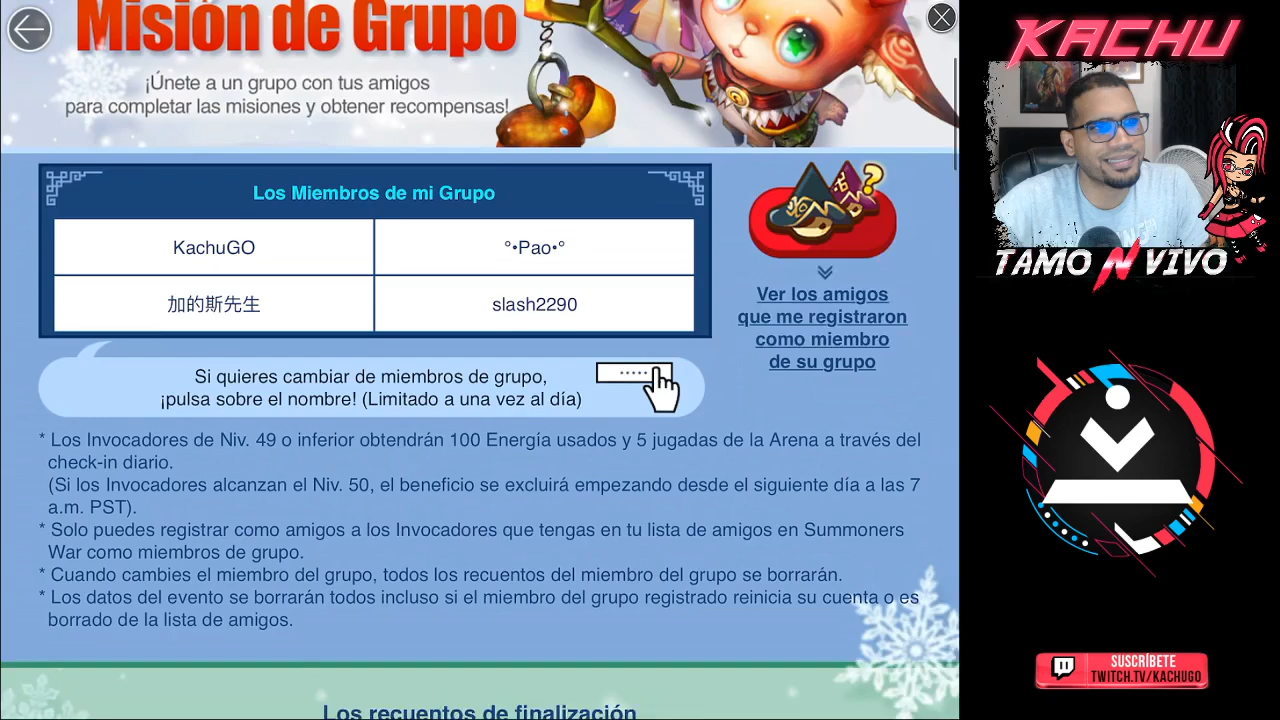 Misión de Grupo
¡Únete a un grupo con tus amigos
para completar las misiones y obtener recompensas!
Los Miembros de mi Grupo
KachuGO
°•Pao•°
加的斯先生
slash2290
Ver los amigos
que me registraron
como miembro
de su grupo
Si quieres cambiar de miembros de grupo,
¡pulsa sobre el nombre! (Limitado a una vez al día)
* Los Invocadores de Niv. 49 o inferior obtendrán 100 Energía usados y 5 jugadas de la Arena a través del
check-in diario.
(Si los Invocadores alcanzan el Niv. 50, el beneficio se excluirá empezando desde el siguiente día a las 7
a.m. PST).
* Solo puedes registrar como amigos a los Invocadores que tengas en tu lista de amigos en Summoners
War como miembros de grupo.
* Cuando cambies el miembro del grupo, todos los recuentos del miembro del grupo se borrarán.
* Los datos del evento se borrarán todos incluso si el miembro del grupo registrado reinicia su cuenta o es
borrado de la lista de amigos.
Los recuentos de finalización
KACHU
TAMO N VIVO
SUSCRÍBETE
TWITCH.TV/KACHUGO